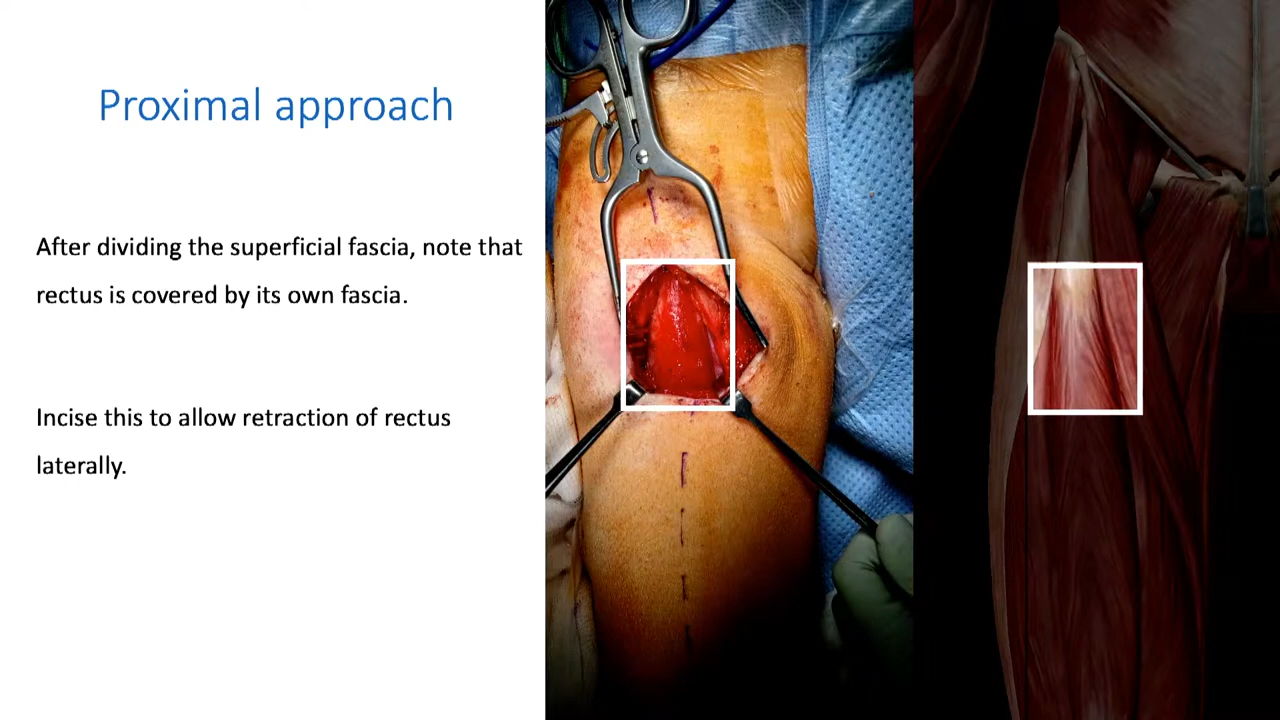 Proximal approach
After dividing the superficial fascia, note that
rectus is covered by its own fascia.
Incise this to allow retraction of rectus
laterally.